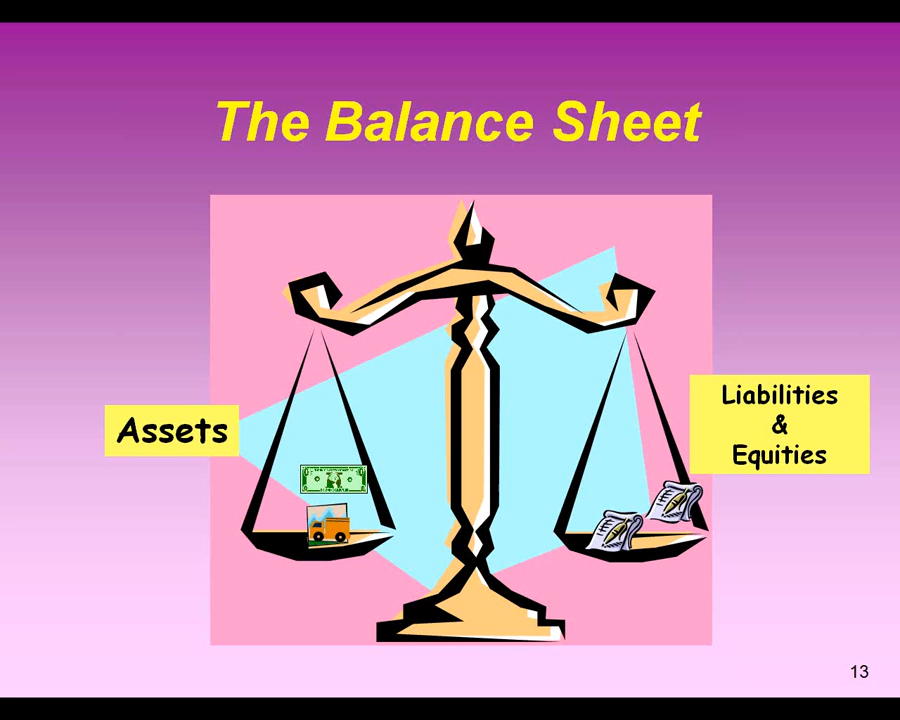 The Balance Sheet
Assets
Liabilities
&
Equities
13